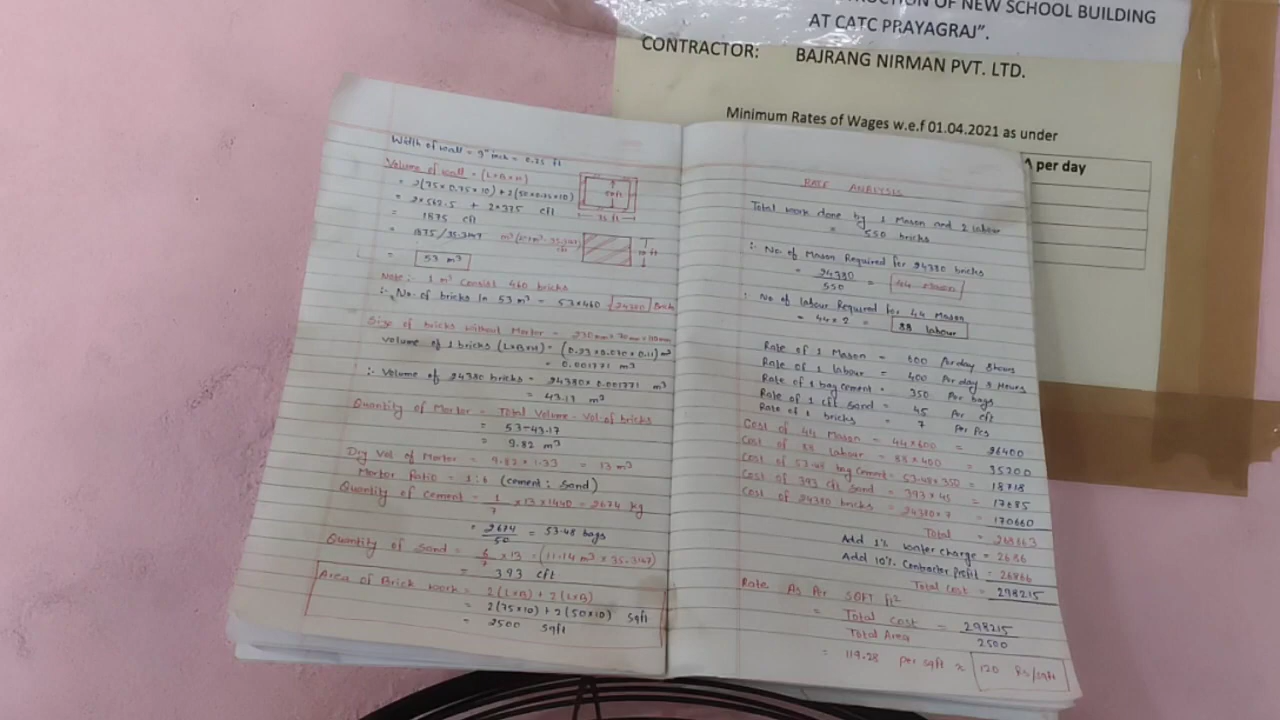 STRUCTION OF NEW SCHOOL BUILDING
AT CATC PRAYAGRAJ".
CONTRACTOR: BAJRANG NIRMAN PVT. LTD.
Minimum Rates of Wages w.e.f 01.04.2021 as under
A per day
Width of wall = 9" inch = 0.75 ft
Volume of wall = (L×B×H)
= 2(75×0.75×10) + 2(50×0.75×10)
= 2×562.5 + 2×375 cft
= 1875 cft
= 1875/35.3147
= 53 m³
75 ft
10 ft
Note:- 1 m³ Consist 460 bricks
∴ No. of bricks in 53 m³ = 53×460 24380 Brick
Size of bricks without Mortar = 230mm×70mm×110mm
Volume of 1 bricks (L×B×H) = (0.23×0.070×0.11) m³
= 0.001771 m³
∴ Volume of 24380 bricks = 24380×0.001771 m³
= 43.17 m³
Quantity of Mortar = Total Volume - Vol. of bricks
= 53-43.17
= 9.82 m³
Dry Vol of Mortar = 9.82×1.33 = 13 m³
Mortar Ratio = 1:6 (cement: Sand)
Quantity of cement = 1/7 ×13×1440 = 2674 kg
= 2674/50 = 53.48 bags
Quantity of Sand = 6/7 ×13 = (11.14 m³ × 35.3147)
= 393 cft
Area of Brick work = 2(L×B) + 2(L×B)
= 2(75×10) + 2(50×10) sqft
= 2500 sqft
RATE ANALYSIS
Total work done by 1 Mason and 2 labour
= 550 bricks
∴ No. of Mason Required for 24380 bricks
= 24380/550 = 44 mason
∴ No of labour Required for 44 Mason
= 44×2 = 88 labour
Rate of 1 Mason = 600 Per day 8 hours
Rate of 1 labour = 400 Per day 8 Hours
Rate of 1 bag cement = 350 Per bags
Rate of 1 cft sand = 45 Per cft
Rate of 1 bricks = 7 Per Pcs
Cost of 44 Mason = 44×600 = 26400
Cost of 88 labour = 88×400 = 35200
Cost of 53.48 bag cement = 53.48×350 = 18718
Cost of 393 cft sand = 393×45 = 17685
Cost of 24380 bricks = 24380×7 = 170660
Total = 268663
Add 1% water charge = 2686
Add 10% Contractor Profit = 26866
Total cost = 298215
Rate As Per SQFT ft²
= Total cost/Total Area = 298215/2500
= 119.28 per sqft ≈ 120 Rs/sqft